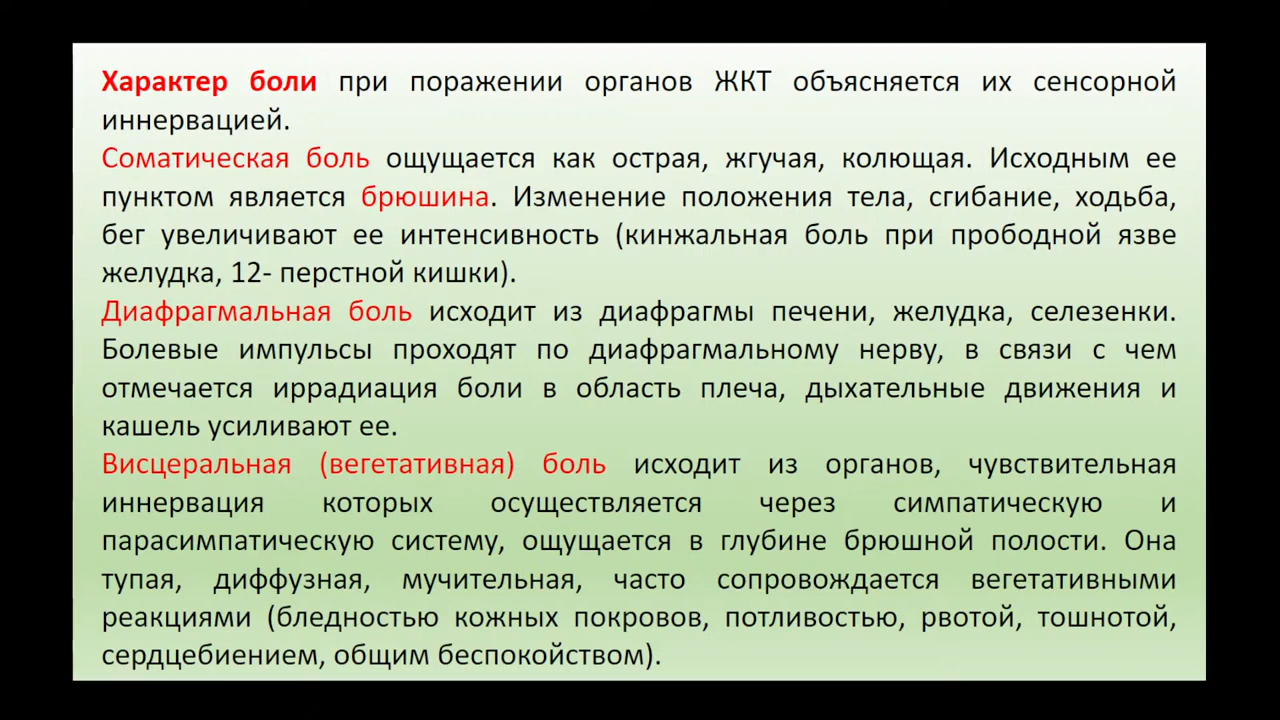 Характер боли при поражении органов ЖКТ объясняется их сенсорной
иннервацией.
Соматическая боль ощущается как острая, жгучая, колющая. Исходным ее
пунктом является брюшина. Изменение положения тела, сгибание, ходьба,
бег увеличивают ее интенсивность (кинжальная боль при прободной язве
желудка, 12- перстной кишки).
Диафрагмальная боль исходит из диафрагмы печени, желудка, селезенки.
Болевые импульсы проходят по диафрагмальному нерву, в связи с чем
отмечается иррадиация боли в область плеча, дыхательные движения и
кашель усиливают ее.
Висцеральная (вегетативная) боль исходит из органов, чувствительная
иннервация которых осуществляется через симпатическую и
парасимпатическую систему, ощущается в глубине брюшной полости. Она
тупая, диффузная, мучительная, часто сопровождается вегетативными
реакциями (бледностью кожных покровов, потливостью, рвотой, тошнотой,
сердцебиением, общим беспокойством).